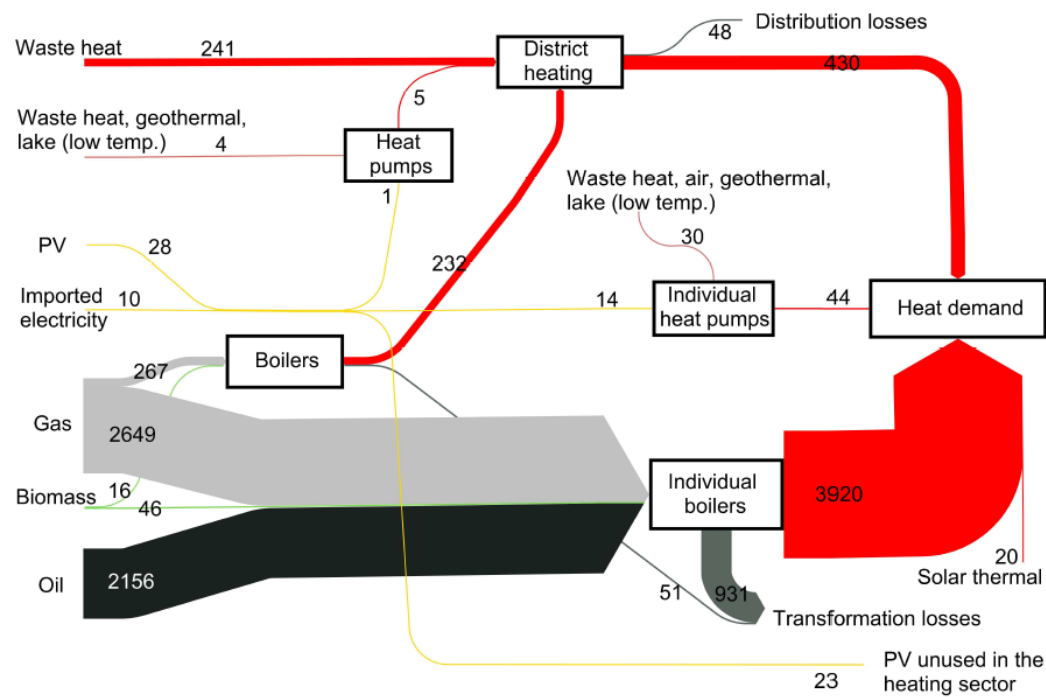 Distribution losses
48
Waste heat
241
District
heating
430
5
Waste heat, geothermal,
lake (low temp.)
4
Heat
pumps
1
Waste heat, air, geothermal,
lake (low temp.)
30
PV
28
232
Imported
electricity
10
14
Individual
heat pumps
44
Heat demand
Boilers
267
Gas
2649
Biomass
16
46
Individual
boilers
3920
Oil
2156
51
931
20
Solar thermal
Transformation losses
23
PV unused in the
heating sector